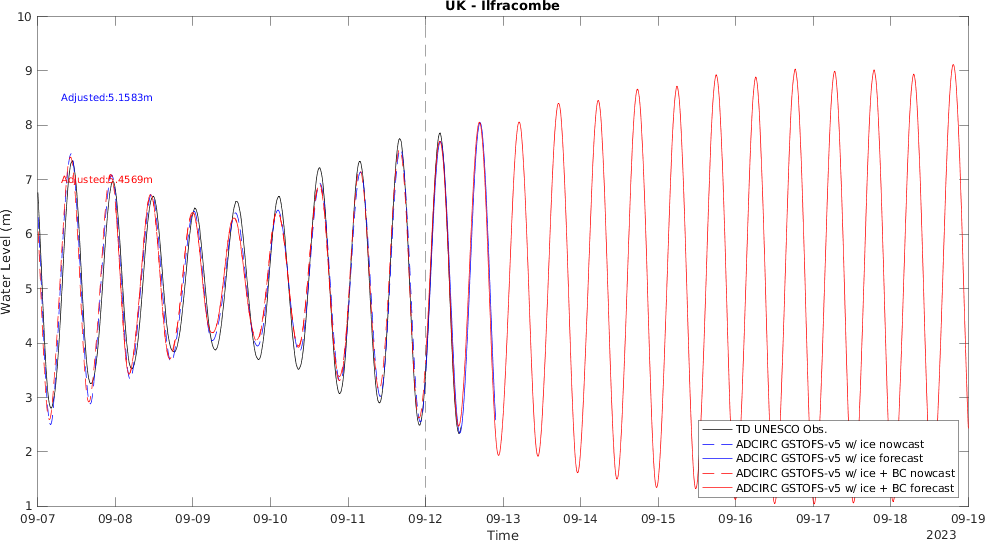 UK - Ilfracombe
10
9
8
7
6
5
4
3
2
1
Water Level (m)
Adjusted:5.1583m
TD UNESCO Obs.
ADCIRC GSTOFS-v5 w/ ice nowcast
ADCIRC GSTOFS-v5 w/ ice forecast
ADCIRC GSTOFS-v5 w/ ice + BC nowcast
ADCIRC GSTOFS-v5 w/ ice + BC forecast
09-07 09-08 09-09 09-10 09-11 09-12 09-13 09-14 09-15 09-16 09-17 09-18 09-19
Time
2023